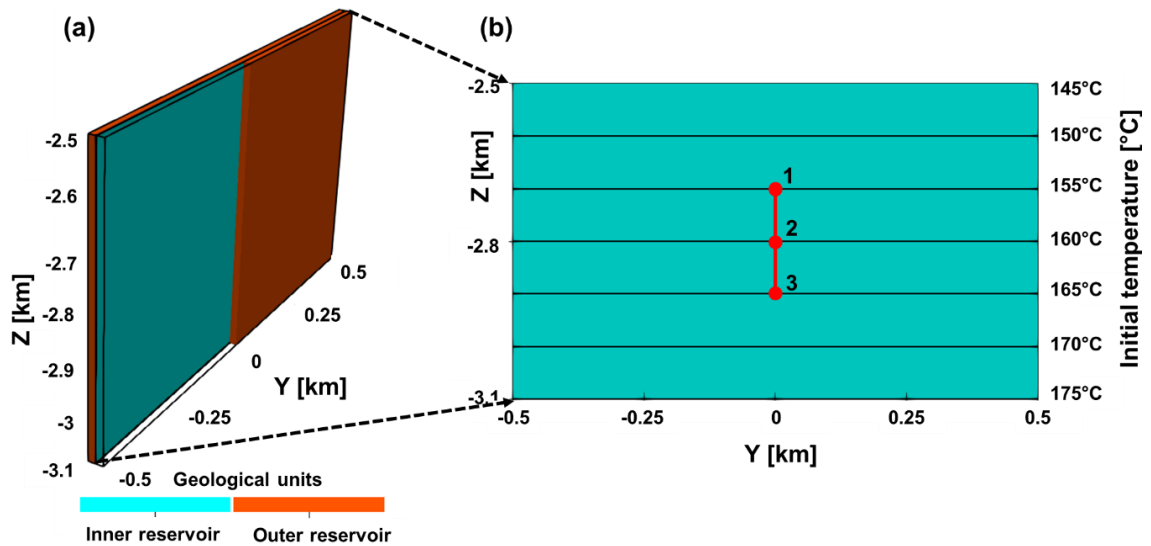 (a)
-2.5
-2.6
-2.7
-2.8
-2.9
-3
-3.1
Z [km]
0.5
0.25
0
-0.25
-0.5
Y [km]
Geological units
Inner reservoir
Outer reservoir
(b)
-2.5
-2.8
-3.1
Z [km]
1
2
3
145°C
150°C
155°C
160°C
165°C
170°C
175°C
Initial temperature [°C]
-0.5
-0.25
0
0.25
0.5
Y [km]